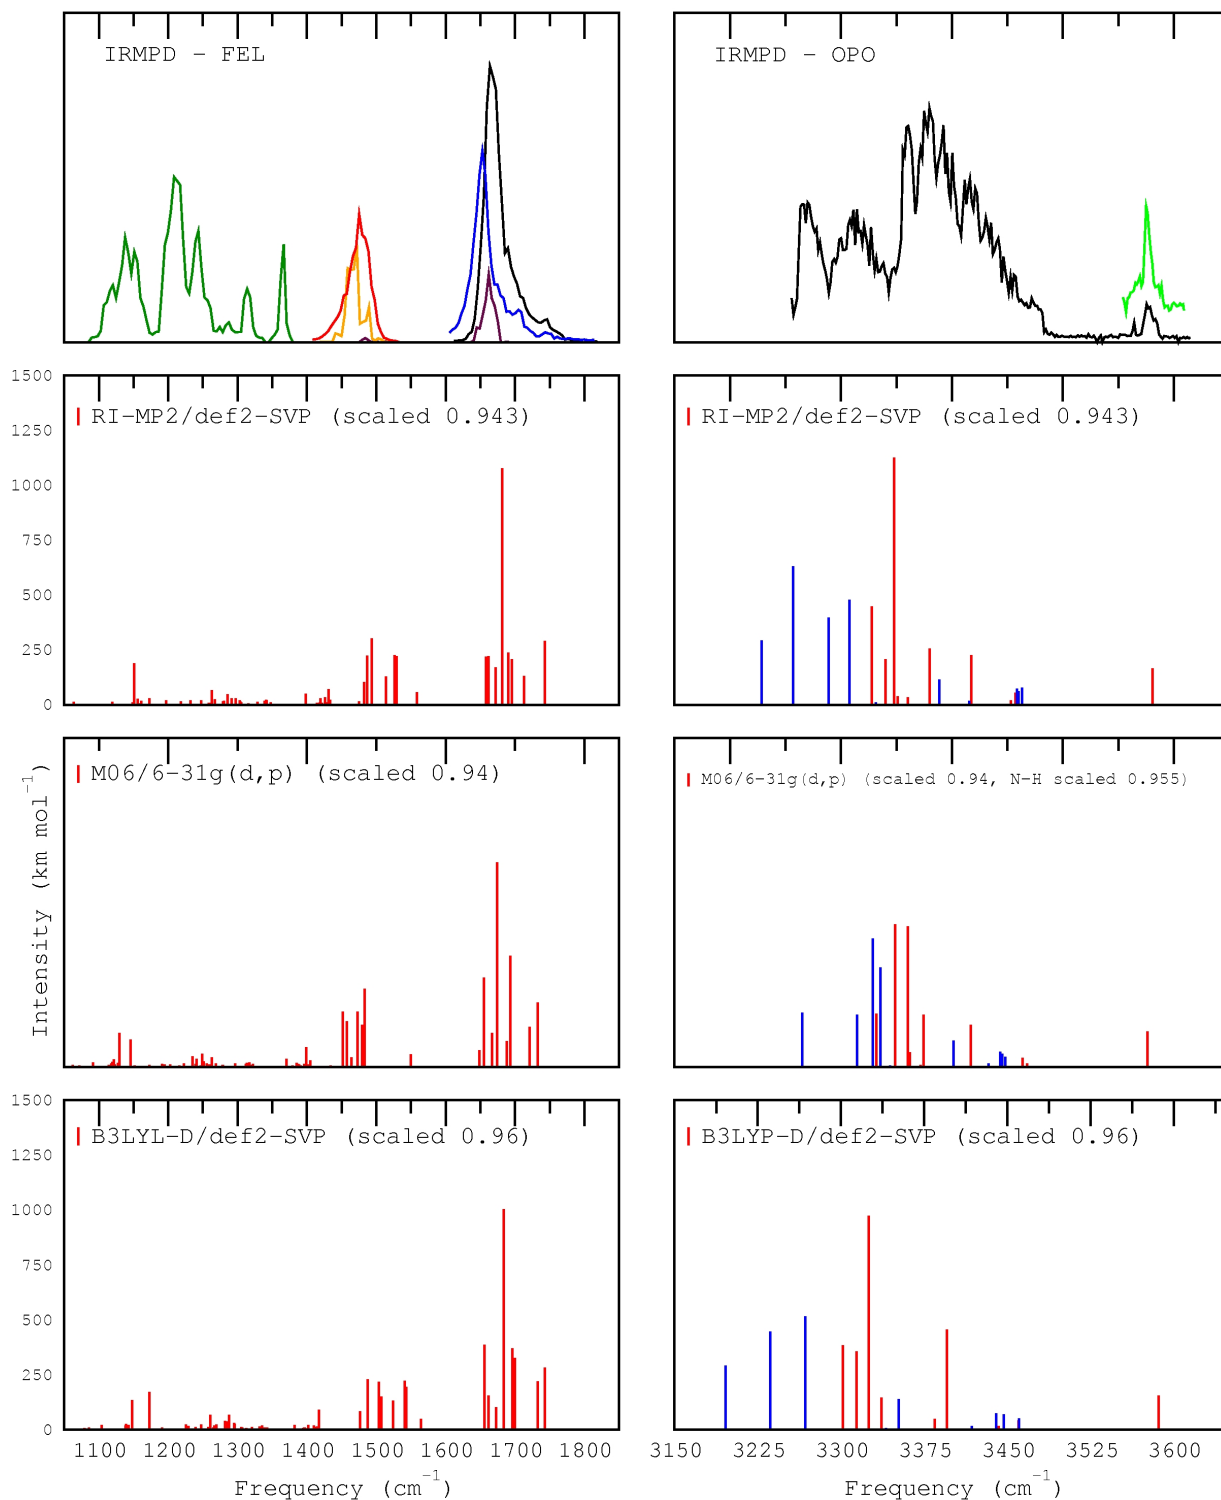 IRMPD - FEL
IRMPD - OPO
1500
RI-MP2/def2-SVP (scaled 0.943)
RI-MP2/def2-SVP (scaled 0.943)
1250
1000
750
500
250
0
M06/6-31g(d,p) (scaled 0.94)
M06/6-31g(d,p) (scaled 0.94, N-H scaled 0.955)
Intensity (km mol⁻¹)
1500
B3LYL-D/def2-SVP (scaled 0.96)
B3LYP-D/def2-SVP (scaled 0.96)
1250
1000
750
500
250
0
1100 1200 1300 1400 1500 1600 1700 1800
3150 3225 3300 3375 3450 3525 3600
Frequency (cm⁻¹)
Frequency (cm⁻¹)